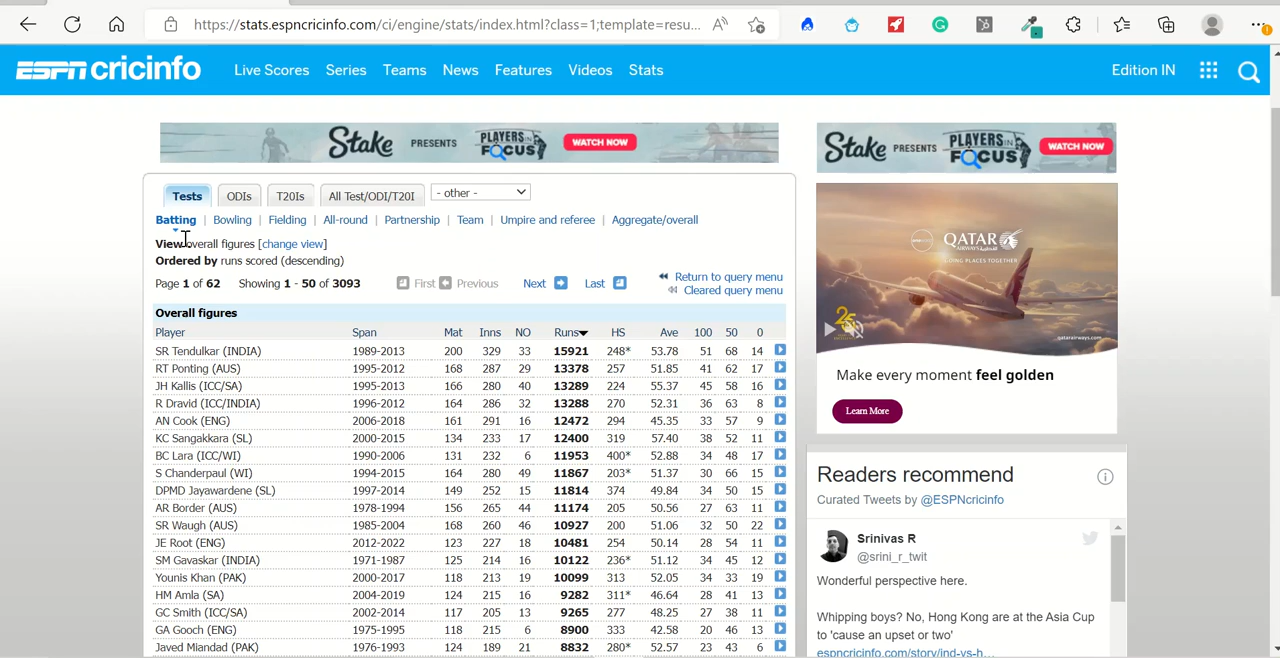 https://stats.espncricinfo.com/ci/engine/stats/index.html?class=1;template=resu...
ESPN cricinfo
Live Scores Series Teams News Features Videos Stats
Edition IN
Stake PRESENTS PLAYERS IN FOCUS WATCH NOW
Stake PRESENTS PLAYERS IN FOCUS WATCH NOW
Tests ODIs T20Is All Test/ODI/T20I - other -
Batting | Bowling | Fielding | All-round | Partnership | Team | Umpire and referee | Aggregate/overall
View overall figures [change view]
Ordered by runs scored (descending)
Page 1 of 62 Showing 1 - 50 of 3093 First Previous Next Last Return to query menu
Cleared query menu
Overall figures
Player Span Mat Inns NO Runs HS Ave 100 50 0
SR Tendulkar (INDIA) 1989-2013 200 329 33 15921 248* 53.78 51 68 14
RT Ponting (AUS) 1995-2012 168 287 29 13378 257 51.85 41 62 17
JH Kallis (ICC/SA) 1995-2013 166 280 40 13289 224 55.37 45 58 16
R Dravid (ICC/INDIA) 1996-2012 164 286 32 13288 270 52.31 36 63 8
AN Cook (ENG) 2006-2018 161 291 16 12472 294 45.35 33 57 9
KC Sangakkara (SL) 2000-2015 134 233 17 12400 319 57.40 38 52 11
BC Lara (ICC/WI) 1990-2006 131 232 6 11953 400* 52.88 34 48 17
S Chanderpaul (WI) 1994-2015 164 280 49 11867 203* 51.37 30 66 15
DPMD Jayawardene (SL) 1997-2014 149 252 15 11814 374 49.84 34 50 15
AR Border (AUS) 1978-1994 156 265 44 11174 205 50.56 27 63 11
SR Waugh (AUS) 1985-2004 168 260 46 10927 200 51.06 32 50 22
JE Root (ENG) 2012-2022 123 227 18 10481 254 50.14 28 54 11
SM Gavaskar (INDIA) 1971-1987 125 214 16 10122 236* 51.12 34 45 12
Younis Khan (PAK) 2000-2017 118 213 19 10099 313 52.05 34 33 19
HM Amla (SA) 2004-2019 124 215 16 9282 311* 46.64 28 41 13
GC Smith (ICC/SA) 2002-2014 117 205 13 9265 277 48.25 27 38 11
GA Gooch (ENG) 1975-1995 118 215 6 8900 333 42.58 20 46 13
Javed Miandad (PAK) 1976-1993 124 189 21 8832 280* 52.57 23 43 6
QATAR
GOING PLACES TOGETHER
25
qatarairways.com
Make every moment feel golden
Learn More
Readers recommend
Curated Tweets by @ESPNcricinfo
Srinivas R
@srini_r_twit
Wonderful perspective here.
Whipping boys? No, Hong Kong are at the Asia Cup
to 'cause an upset or two'
espncricinfo.com/story/ind-vs-h...